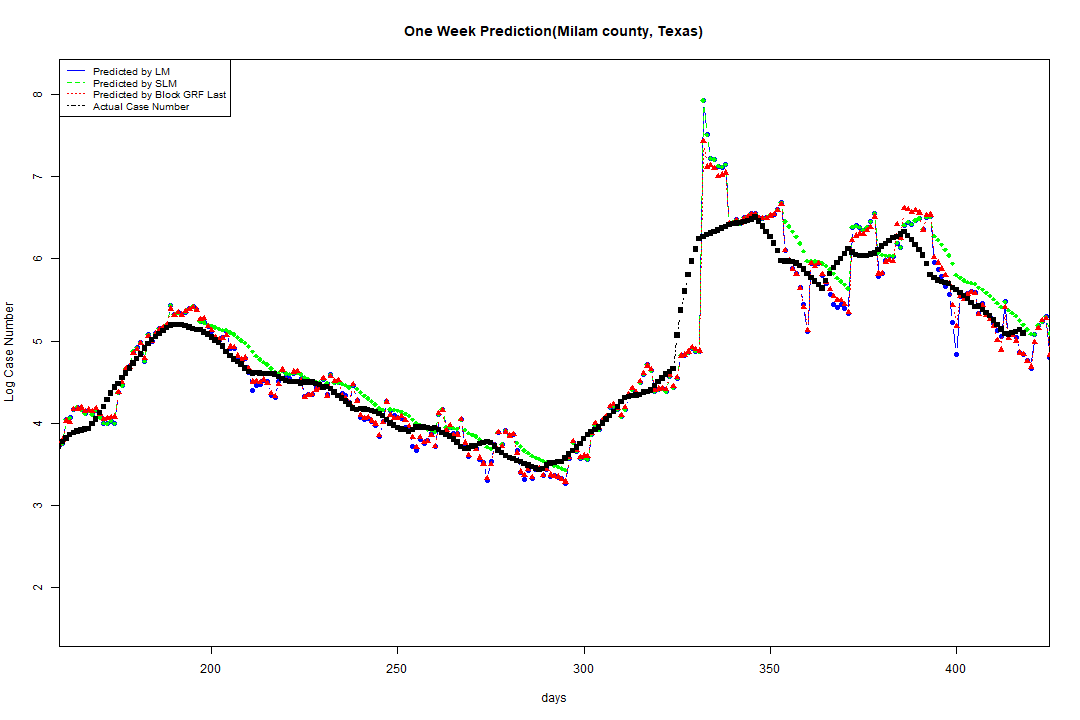 One Week Prediction(Milam county, Texas)
Predicted by LM
Predicted by SLM
Predicted by Block GRF Last
Actual Case Number
Log Case Number
8
7
6
5
4
3
2
200 250 300 350 400
days